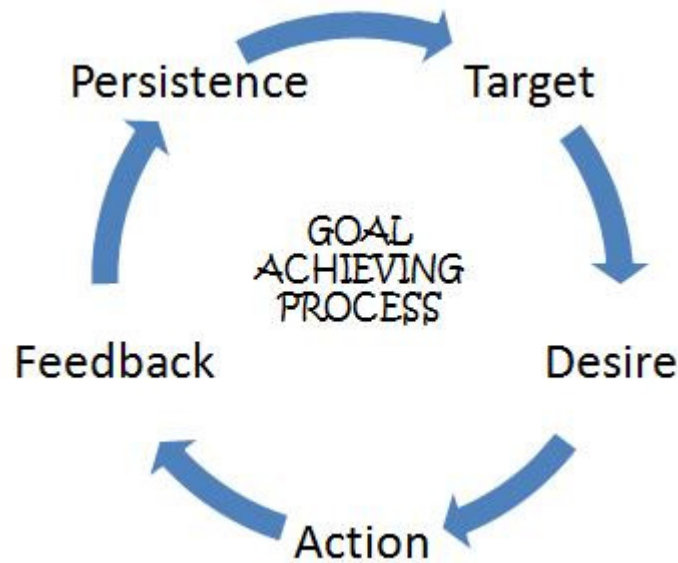 Persistence
Target
GOAL
ACHIEVING
PROCESS
Feedback
Desire
Action